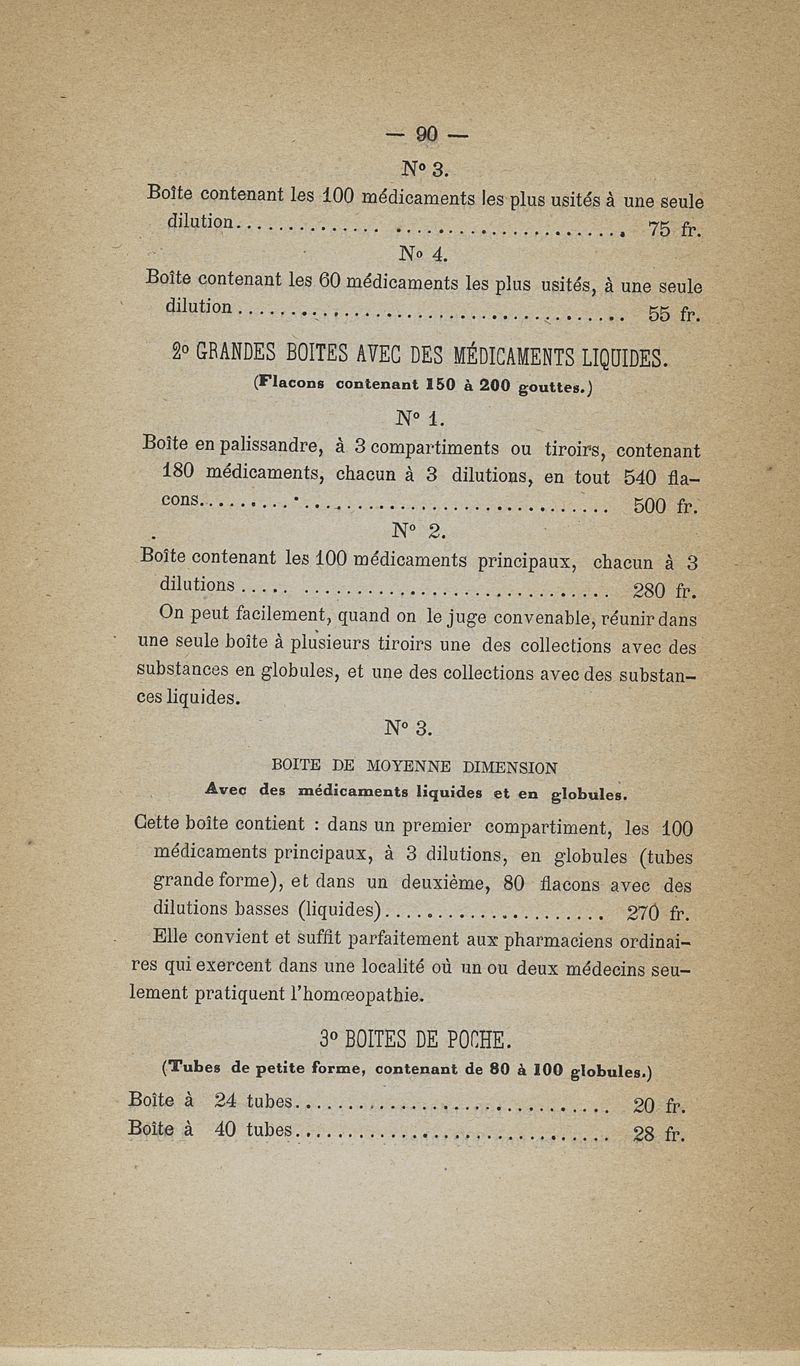 — 90 —
N° 3.
Boîte contenant les 100 médicaments les plus usités à une seule
dilution................ ........................ 75 fr.
N° 4.
Boîte contenant les 60 médicaments les plus usités, à une seule
dilution........................................ 55 fr.
2° GRANDES BOITES AVEC DES MÉDICAMENTS LIQUIDES.
(Flacons contenant 150 à 200 gouttes.)
N° 1.
Boîte en palissandre, à 3 compartiments ou tiroirs, contenant
180 médicaments, chacun à 3 dilutions, en tout 540 fla-
cons........................................ 500 fr.
N° 2.
Boîte contenant les 100 médicaments principaux, chacun à 3
dilutions..... ............................. 280 fr.
On peut facilement, quand on le juge convenable, réunir dans
une seule boîte à plusieurs tiroirs une des collections avec des
substances en globules, et une des collections avec des substan-
ces liquides.
N° 3.
BOITE DE MOYENNE DIMENSION
Avec des médicaments liquides et en globules.
Cette boîte contient : dans un premier compartiment, les 100
médicaments principaux, à 3 dilutions, en globules (tubes
grande forme), et dans un deuxième, 80 flacons avec des
dilutions basses (liquides)...................... 270 fr.
Elle convient et suffit parfaitement aux pharmaciens ordinai-
res qui exercent dans une localité où un ou deux médecins seu-
lement pratiquent l'homœopathie.
3° BOITES DE POCHE.
(Tubes de petite forme, contenant de 80 à 100 globules.)
Boîte à 24 tubes.............................. 20 fr.
Boîte à 40 tubes.............................. 28 fr.